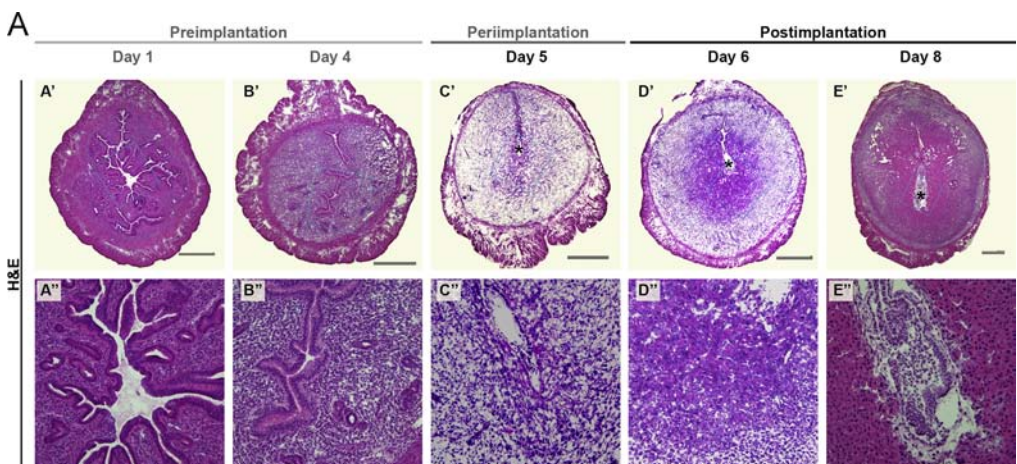 A
Preimplantation Periimplantation Postimplantation
Day 1 Day 4 Day 5 Day 6 Day 8
H&E
A' B' C' D' E'
* * *
A" B" C" D" E"